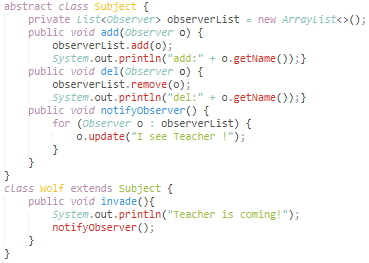 abstract class Subject {
    private List<Observer> observerList = new ArrayList<>();
    public void add(Observer o) {
        observerList.add(o);
        System.out.println("add:" + o.getName());}
    public void del(Observer o) {
        observerList.remove(o);
        System.out.println("del:" + o.getName());}
    public void notifyObserver() {
        for (Observer o : observerList) {
            o.update("I see Teacher !");
        }
    }
}
class Wolf extends Subject {
    public void invade(){
        System.out.println("Teacher is coming!");
        notifyObserver();
    }
}